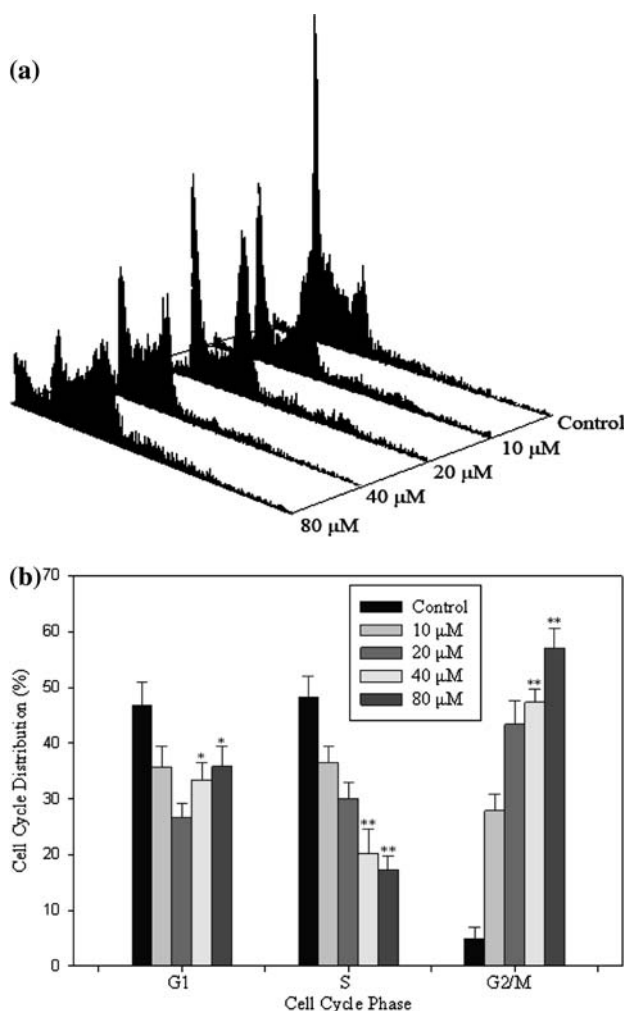 (a)
Control
10 μM
20 μM
40 μM
80 μM
(b)
70
60
50
40
30
20
10
0
Cell Cycle Distribution (%)
Control
10 μM
20 μM
40 μM
80 μM
*
*
**
**
**
**
G1
S
G2/M
Cell Cycle Phase